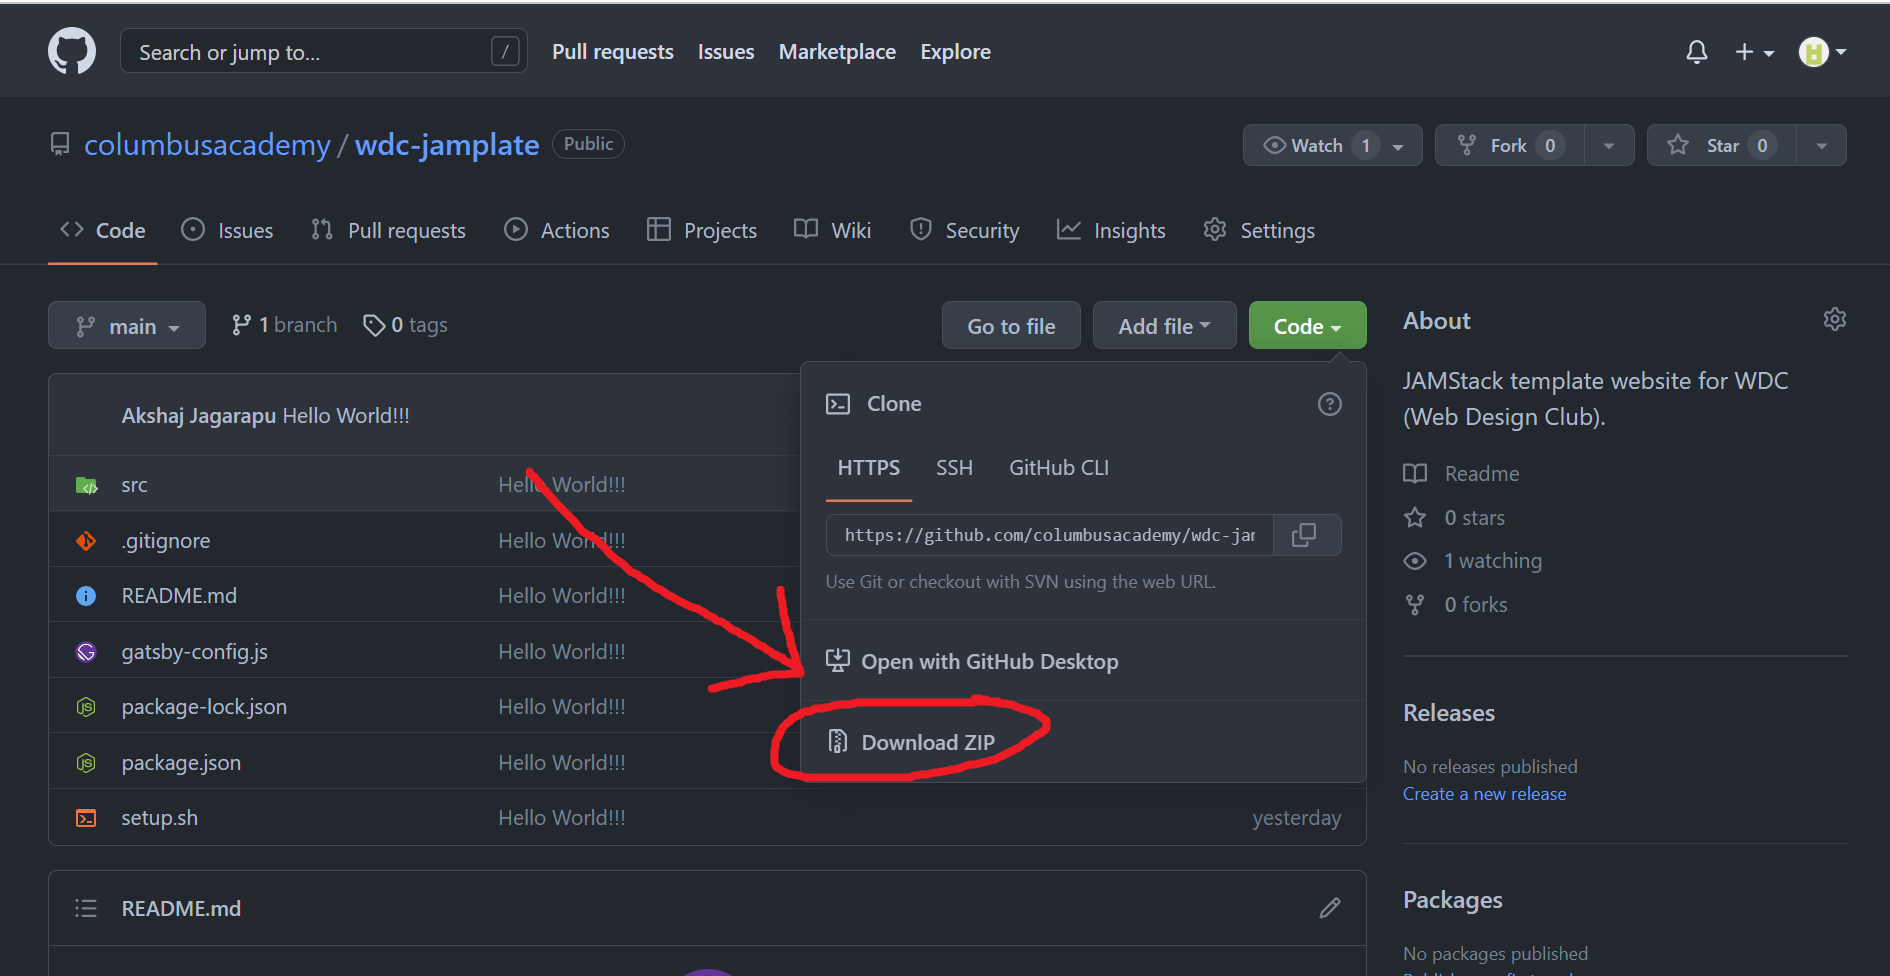 Search or jump to... /
Pull requests Issues Marketplace Explore
columbusacademy / wdc-jamplate Public
Watch 1 Fork 0 Star 0
Code Issues Pull requests Actions Projects Wiki Security Insights Settings
main 1 branch 0 tags Go to file Add file Code
Akshaj Jagarapu Hello World!!!
src Hello World!!!
.gitignore Hello World!!!
README.md Hello World!!!
gatsby-config.js Hello World!!!
package-lock.json Hello World!!!
package.json Hello World!!!
setup.sh Hello World!!! yesterday
Clone
HTTPS SSH GitHub CLI
https://github.com/columbusacademy/wdc-jam
Use Git or checkout with SVN using the web URL.
Open with GitHub Desktop
Download ZIP
README.md
About
JAMStack template website for WDC
(Web Design Club).
Readme
0 stars
1 watching
0 forks
Releases
No releases published
Create a new release
Packages
No packages published